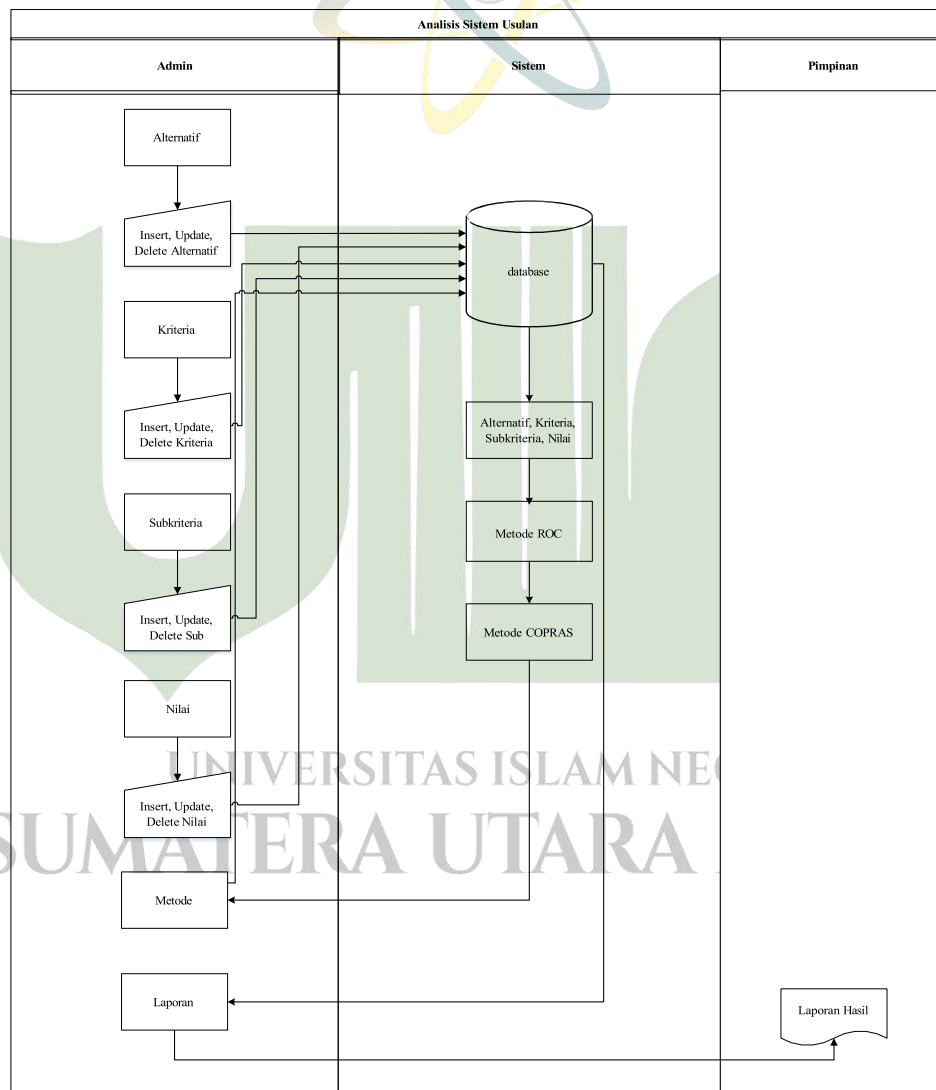 Analisis Sistem Usulan
Admin
Sistem
Pimpinan
Alternatif
Insert, Update,
Delete Alternatif
Kriteria
Insert, Update,
Delete Kriteria
Subkriteria
Insert, Update,
Delete Sub
Nilai
Insert, Update,
Delete Nilai
Metode
Laporan
database
Alternatif, Kriteria,
Subkriteria, Nilai
Metode ROC
Metode COPRAS
Laporan Hasil
UNIVERSITAS ISLAM NEG
SUMATERA UTARA